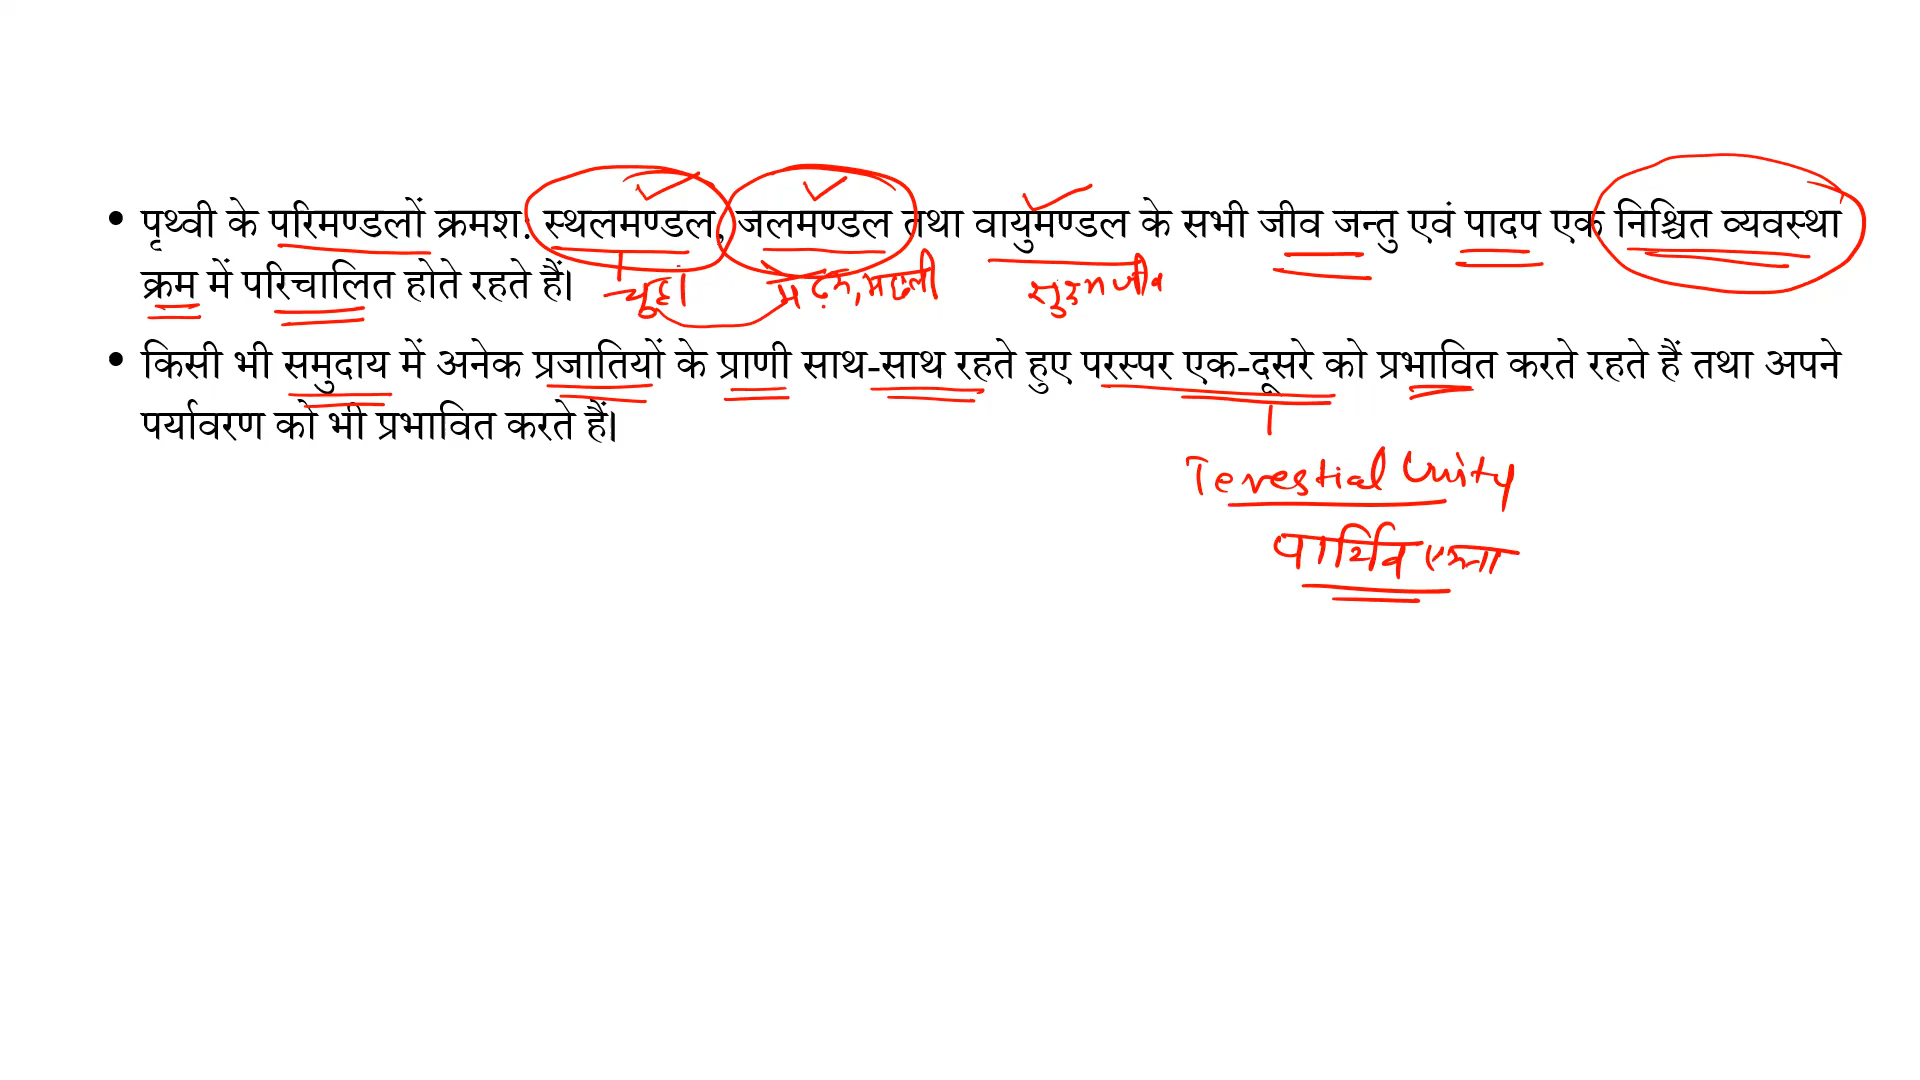 • पृथ्वी के परिमण्डलों क्रमश: स्थलमण्डल, जलमण्डल तथा वायुमण्डल के सभी जीव जन्तु एवं पादप एक निश्चित व्यवस्था
क्रम में परिचालित होते रहते हैं।
चूहा मेढ़क, मछली सुक्ष्मजीव
• किसी भी समुदाय में अनेक प्रजातियों के प्राणी साथ-साथ रहते हुए परस्पर एक-दूसरे को प्रभावित करते रहते हैं तथा अपने
पर्यावरण को भी प्रभावित करते हैं।
Terestial Unity
पार्थिव एकता